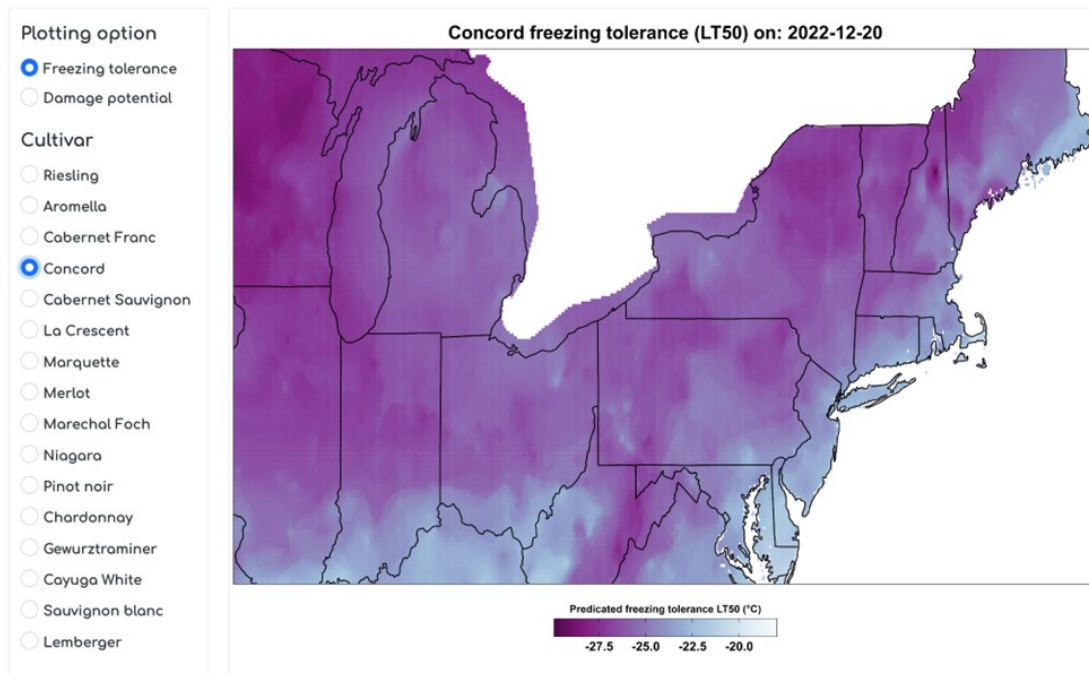 Plotting option
Freezing tolerance
Damage potential
Cultivar
Riesling
Aromella
Cabernet Franc
Concord
Cabernet Sauvignon
La Crescent
Marquette
Merlot
Marechal Foch
Niagara
Pinot noir
Chardonnay
Gewurztraminer
Cayuga White
Sauvignon blanc
Lemberger
Concord freezing tolerance (LT50) on: 2022-12-20
Predicated freezing tolerance LT50 (°C)
-27.5 -25.0 -22.5 -20.0